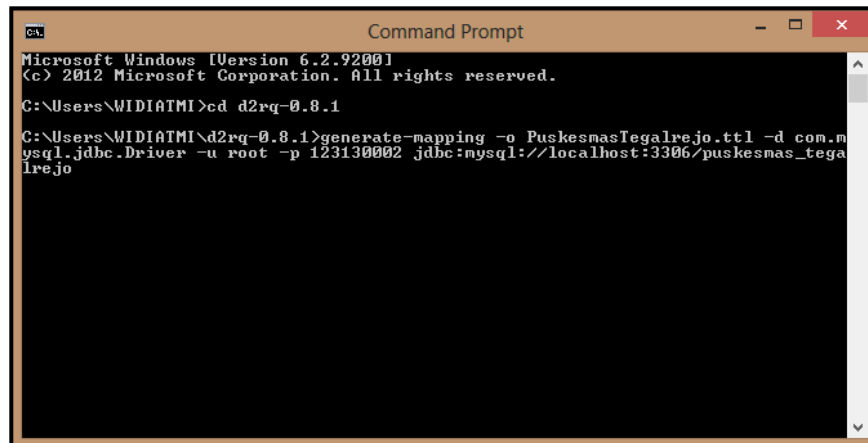 Command Prompt
Microsoft Windows [Version 6.2.9200]
(c) 2012 Microsoft Corporation. All rights reserved.
C:\Users\WIDIATMI>cd d2rq-0.8.1
C:\Users\WIDIATMI\d2rq-0.8.1>generate-mapping -o PuskesmasTegalrejo.ttl -d com.m
ysql.jdbc.Driver -u root -p 123130002 jdbc:mysql://localhost:3306/puskesmas_tega
lrejo